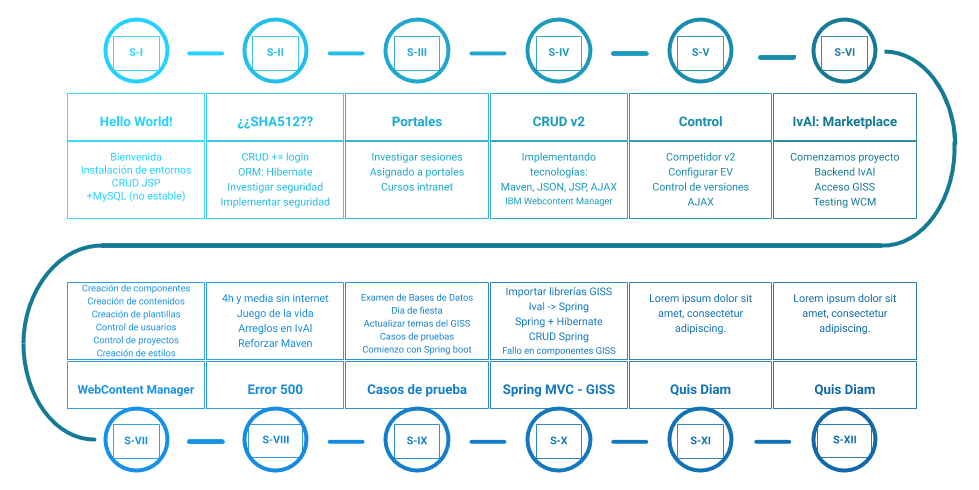 S-I
S-II
S-III
S-IV
S-V
S-VI
Hello World!
¿¿SHA512??
Portales
CRUD v2
Control
IvAl: Marketplace
Bienvenida
Instalación de entornos
CRUD JSP
+MySQL (no estable)
CRUD += login
ORM: Hibernate
Investigar seguridad
Implementar seguridad
Investigar sesiones
Asignado a portales
Cursos intranet
Implementando
tecnologías:
Maven, JSON, JSP, AJAX
IBM Webcontent Manager
Competidor v2
Configurar EV
Control de versiones
AJAX
Comenzamos proyecto
Backend IvAl
Acceso GISS
Testing WCM
Creación de componentes
Creación de contenidos
Creación de plantillas
Control de usuarios
Control de proyectos
Creación de estilos
4h y media sin internet
Juego de la vida
Arreglos en IvAl
Reforzar Maven
Examen de Bases de Datos
Dia de fiesta
Actualizar temas del GISS
Casos de pruebas
Comienzo con Spring boot
Importar librerías GISS
Ival -> Spring
Spring + Hibernate
CRUD Spring
Fallo en componentes GISS
Lorem ipsum dolor sit
amet, consectetur
adipiscing.
Lorem ipsum dolor sit
amet, consectetur
adipiscing.
WebContent Manager
Error 500
Casos de prueba
Spring MVC - GISS
Quis Diam
Quis Diam
S-VII
S-VIII
S-IX
S-X
S-XI
S-XII